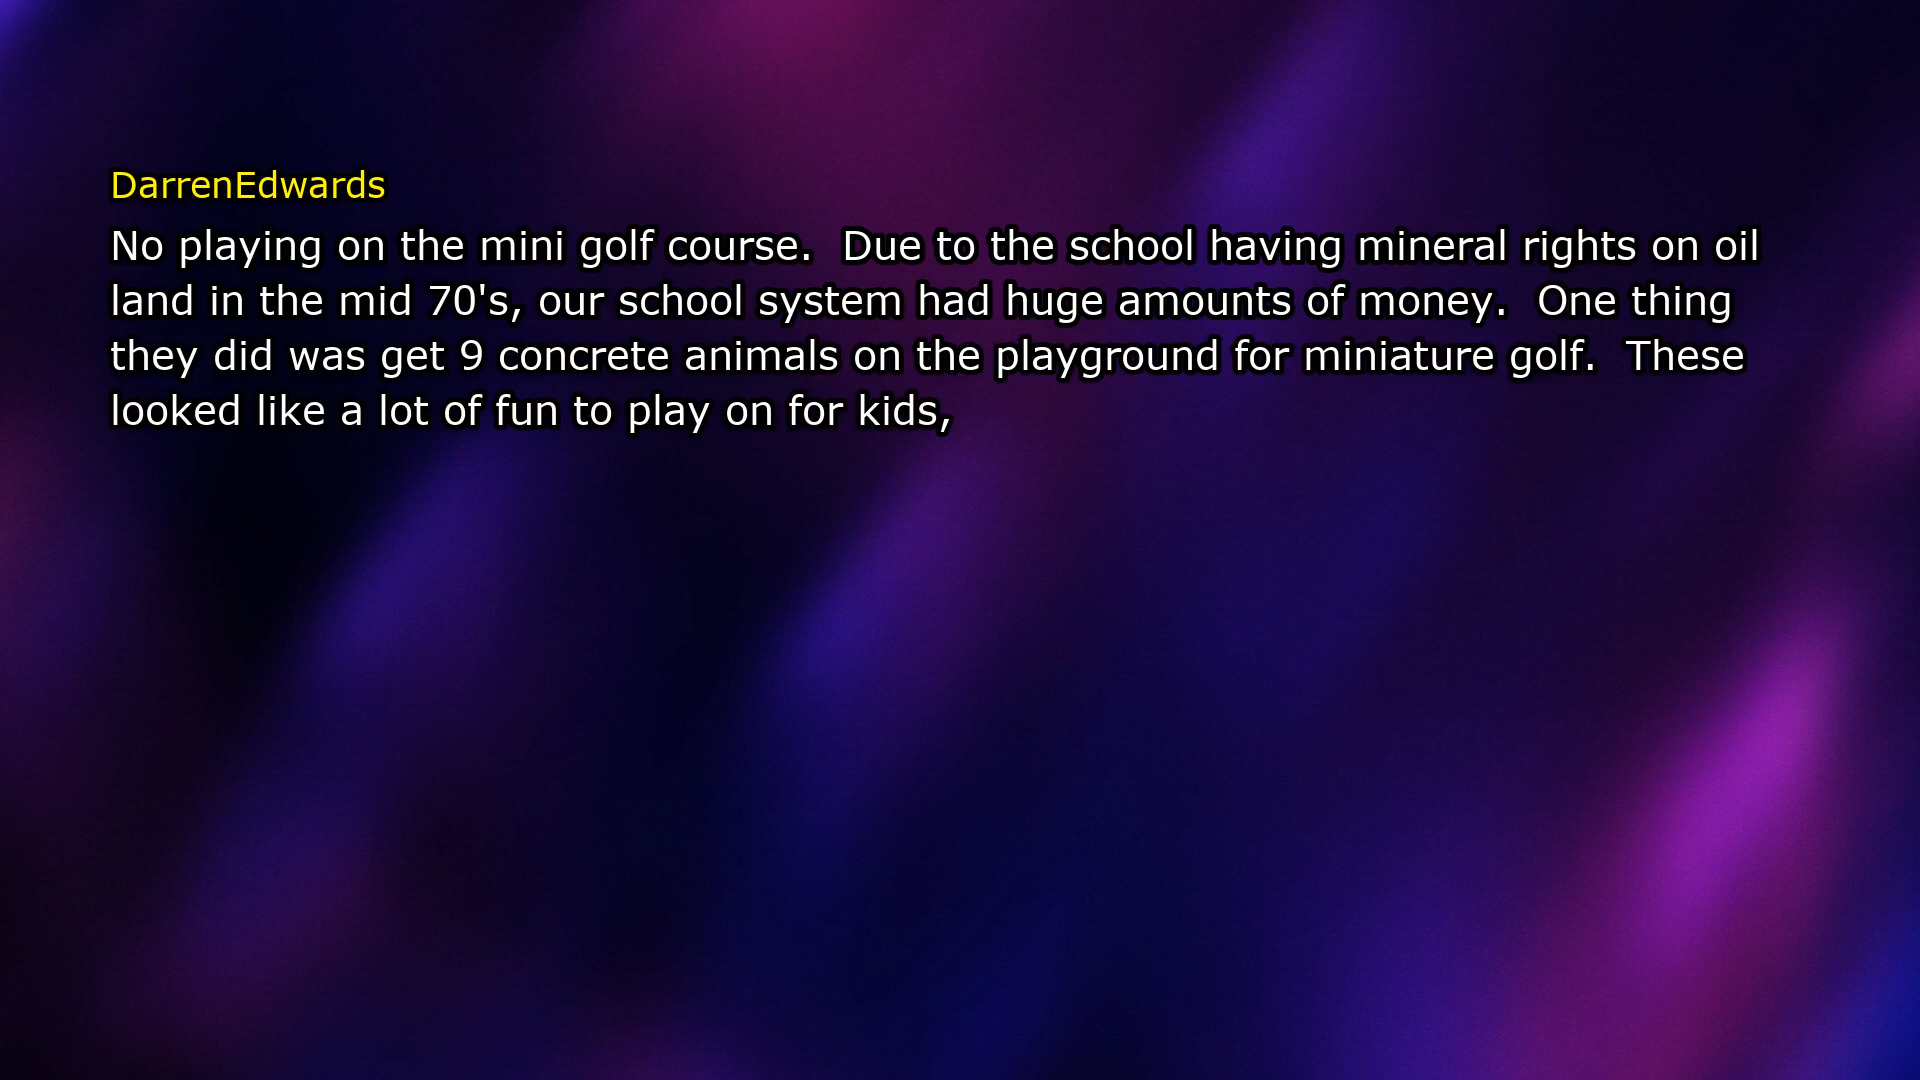 DarrenEdwards
No playing on the mini golf course.  Due to the school having mineral rights on oil
land in the mid 70's, our school system had huge amounts of money.  One thing
they did was get 9 concrete animals on the playground for miniature golf.  These
looked like a lot of fun to play on for kids,